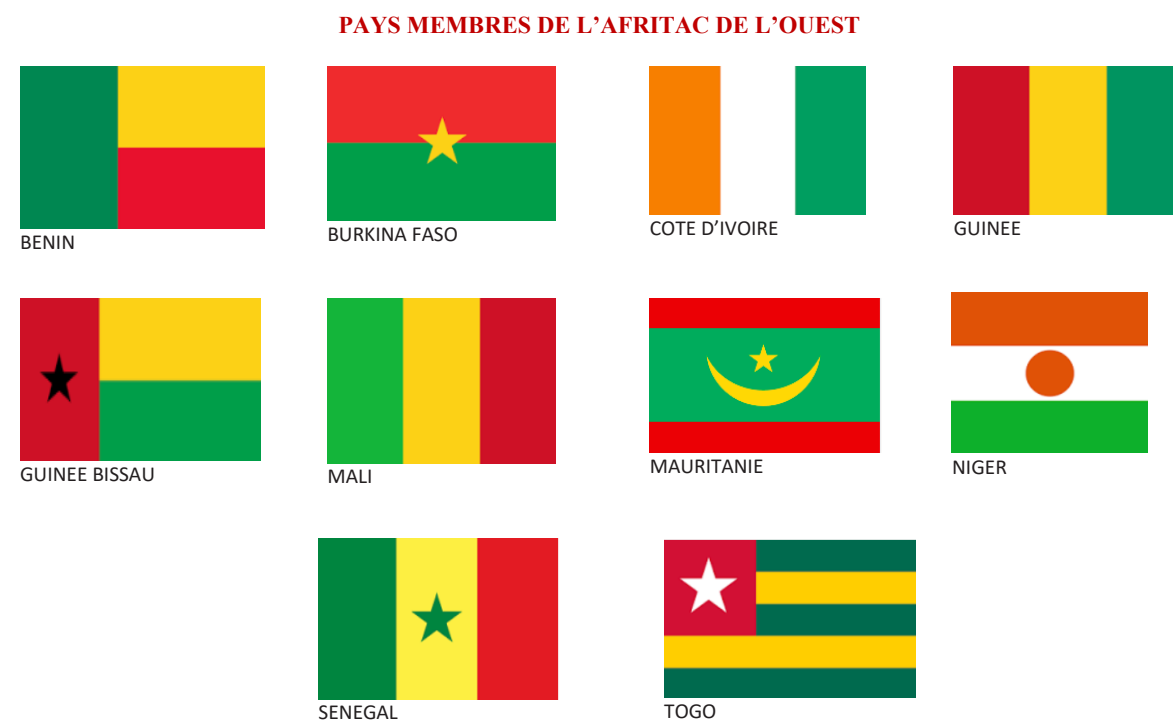 PAYS MEMBRES DE L’AFRITAC DE L’OUEST
BENIN
BURKINA FASO
COTE D’IVOIRE
GUINEE
GUINEE BISSAU
MALI
MAURITANIE
NIGER
SENEGAL
TOGO